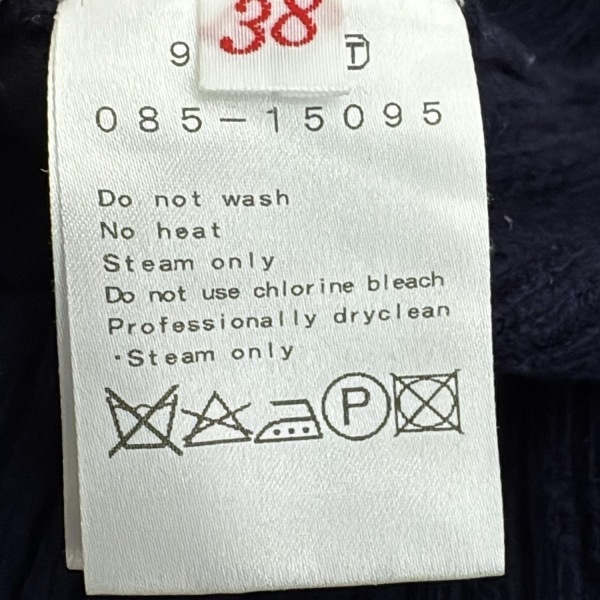 38
9
085-15095
Do not wash
No heat
Steam only
Do not use chlorine bleach
Professionally dryclean
·Steam only
P